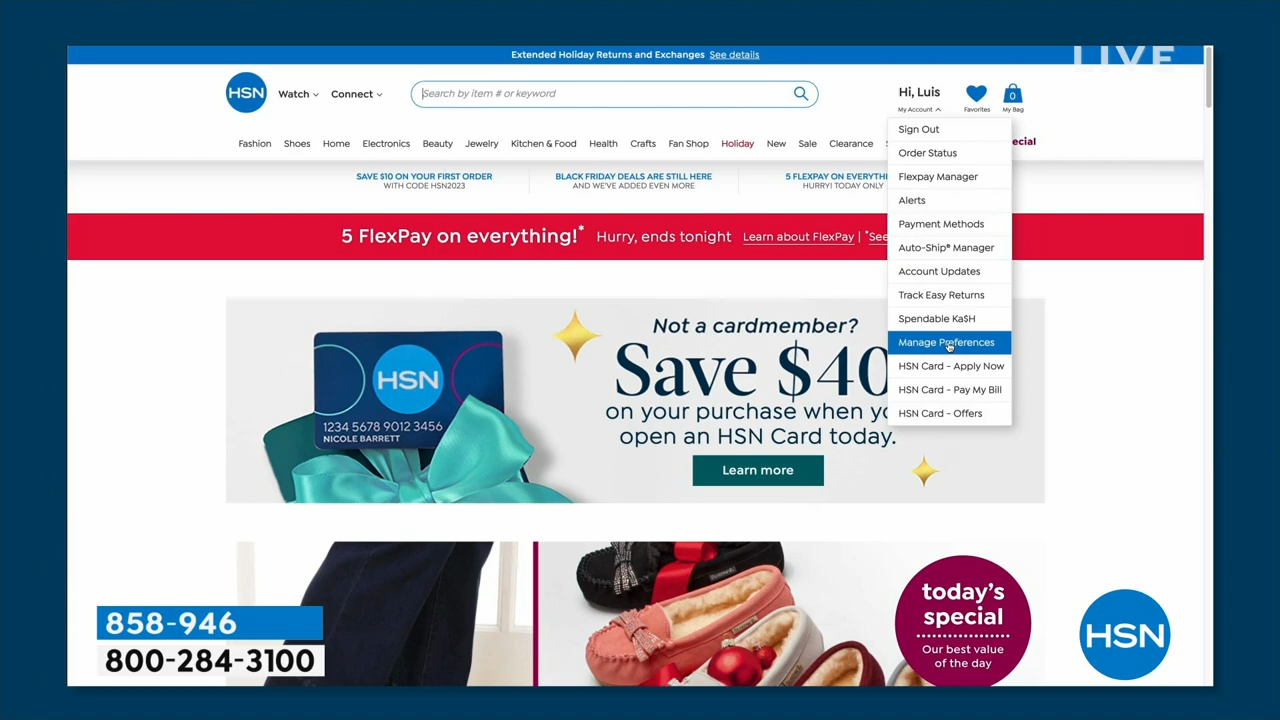 LIVE
Extended Holiday Returns and Exchanges See details
HSN
Watch
Connect
Search by item # or keyword
Hi, Luis
My Account
Favorites
0
My Bag
Fashion Shoes Home Electronics Beauty Jewelry Kitchen & Food Health Crafts Fan Shop Holiday New Sale Clearance
ecial
Sign Out
Order Status
Flexpay Manager
Alerts
Payment Methods
Auto-Ship® Manager
Account Updates
Track Easy Returns
Spendable Ka$H
Manage Preferences
HSN Card - Apply Now
HSN Card - Pay My Bill
HSN Card - Offers
SAVE $10 ON YOUR FIRST ORDER
WITH CODE HSN2023
BLACK FRIDAY DEALS ARE STILL HERE
AND WE'VE ADDED EVEN MORE
5 FLEXPAY ON EVERYTHI
HURRY! TODAY ONLY
5 FlexPay on everything!* Hurry, ends tonight Learn about FlexPay | *See
HSN
1234 5678 9012 3456
NICOLE BARRETT
Not a cardmember?
Save $40
on your purchase when yo
open an HSN Card today.
Learn more
today's
special
Our best value
of the day
858-946
800-284-3100
HSN